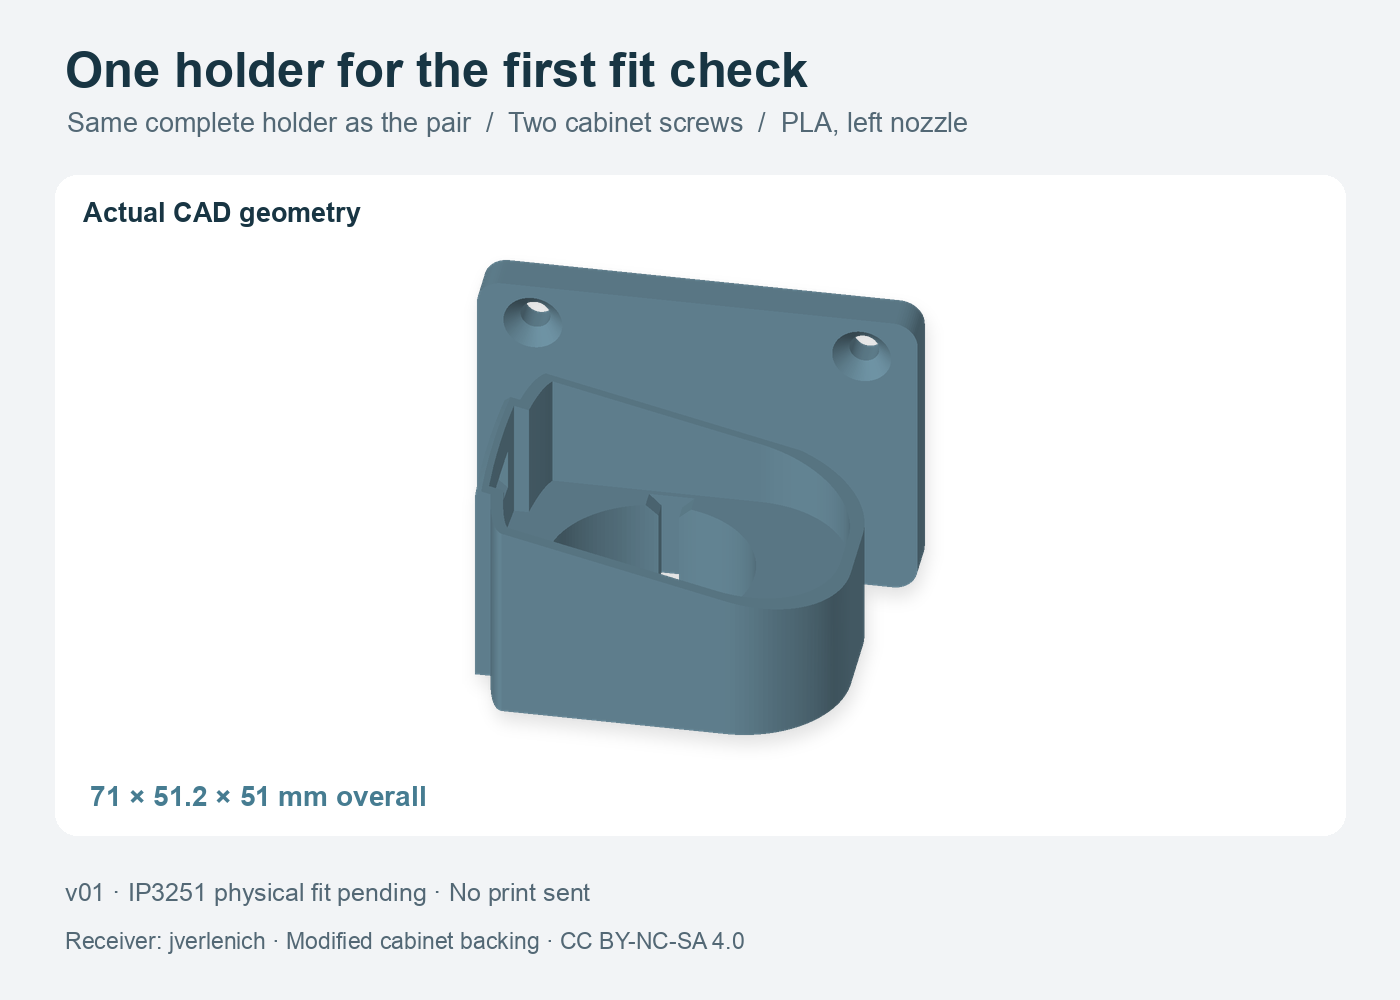 One holder for the first fit check
Same complete holder as the pair / Two cabinet screws / PLA, left nozzle
Actual CAD geometry
71 × 51.2 × 51 mm overall
v01 · IP3251 physical fit pending · No print sent
Receiver: jverlenich · Modified cabinet backing · CC BY-NC-SA 4.0